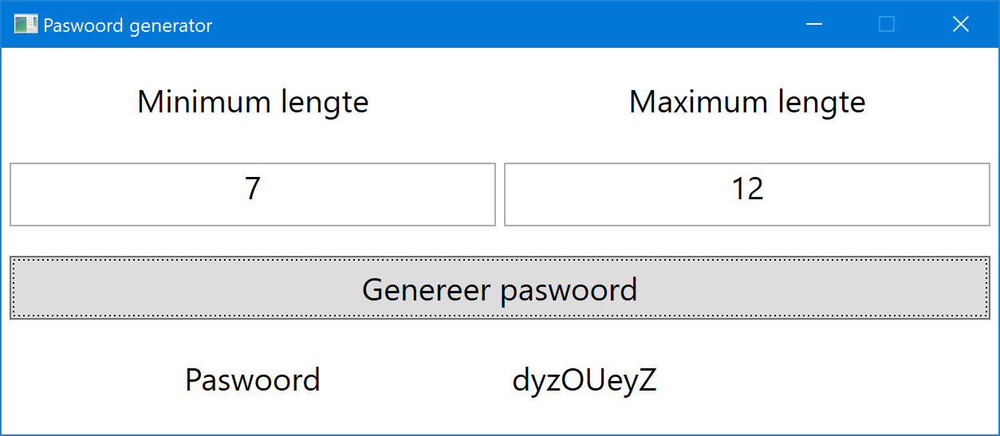 Paswoord generator
Minimum lengte Maximum lengte
7 12
Genereer paswoord
Paswoord dyzOUeyZ